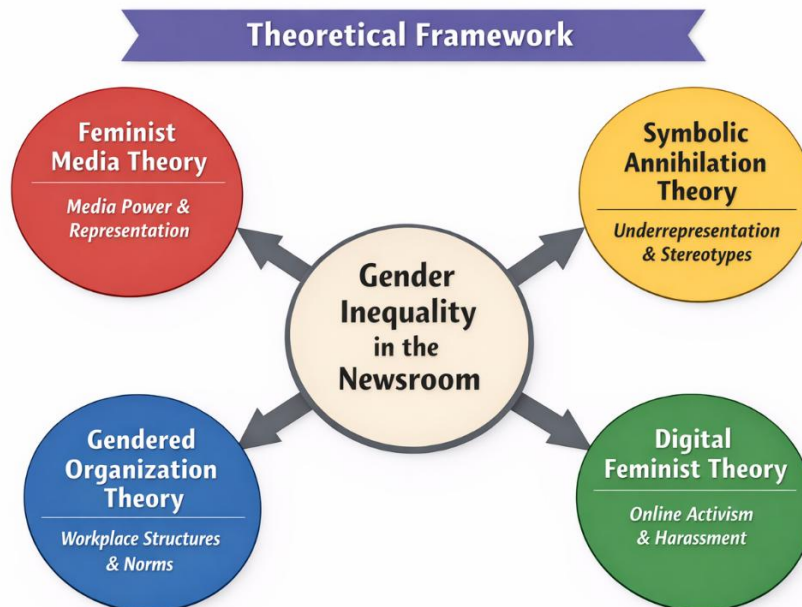 Theoretical Framework
Feminist
Media Theory
Media Power &
Representation
Symbolic
Annihilation
Theory
Underrepresentation
& Stereotypes
Gender
Inequality
in the
Newsroom
Gendered
Organization
Theory
Workplace Structures
& Norms
Digital
Feminist Theory
Online Activism
& Harassment